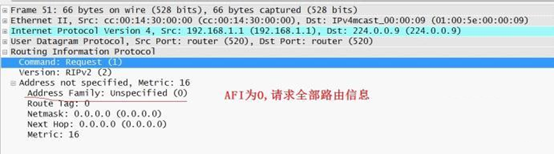 Frame 51: 66 bytes on wire (528 bits), 66 bytes captured (528 bits)
Ethernet II, Src: cc:00:14:30:00:00 (cc:00:14:30:00:00), Dst: IPv4mcast_00:00:09 (01:00:5e:00:00:09)
Internet Protocol Version 4, Src: 192.168.1.1 (192.168.1.1), Dst: 224.0.0.9 (224.0.0.9)
User Datagram Protocol, Src Port: router (520), Dst Port: router (520)
Routing Information Protocol
Command: Request (1)
Version: RIPv2 (2)
Address not specified, Metric: 16
Address Family: Unspecified (0)
AFI为0,请求全部路由信息
Route Tag: 0
Netmask: 0.0.0.0 (0.0.0.0)
Next Hop: 0.0.0.0 (0.0.0.0)
Metric: 16